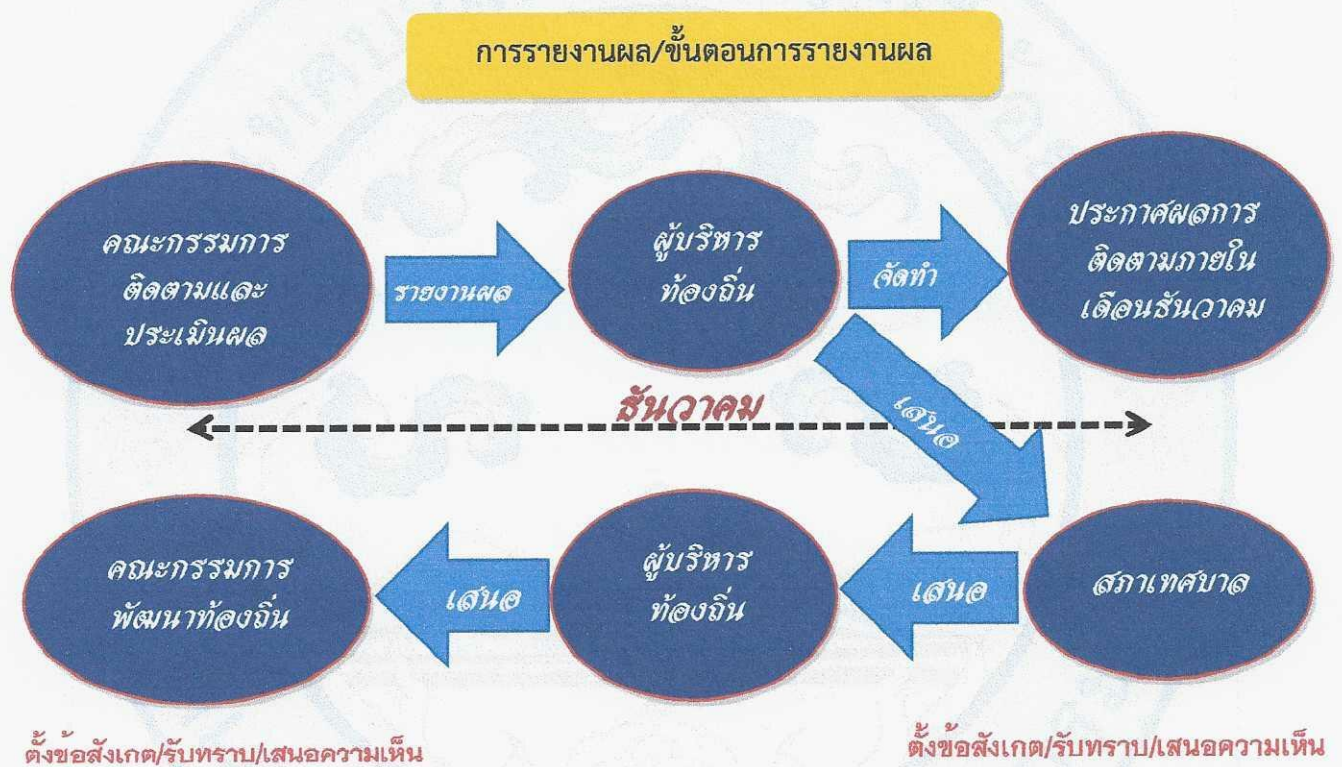 การรายงานผล/ขั้นตอนการรายงานผล
คณะกรรมการ
ติดตามและ
ประเมินผล
รายงานผล
ผู้บริหาร
ท้องถิ่น
จัดทำ
ประกาศผลการ
ติดตามภายใน
เดือนธันวาคม
ธันวาคม
เสนอ
คณะกรรมการ
พัฒนาท้องถิ่น
เสนอ
ผู้บริหาร
ท้องถิ่น
เสนอ
สภาเทศบาล
ตั้งข้อสังเกต/รับทราบ/เสนอความเห็น
ตั้งข้อสังเกต/รับทราบ/เสนอความเห็น